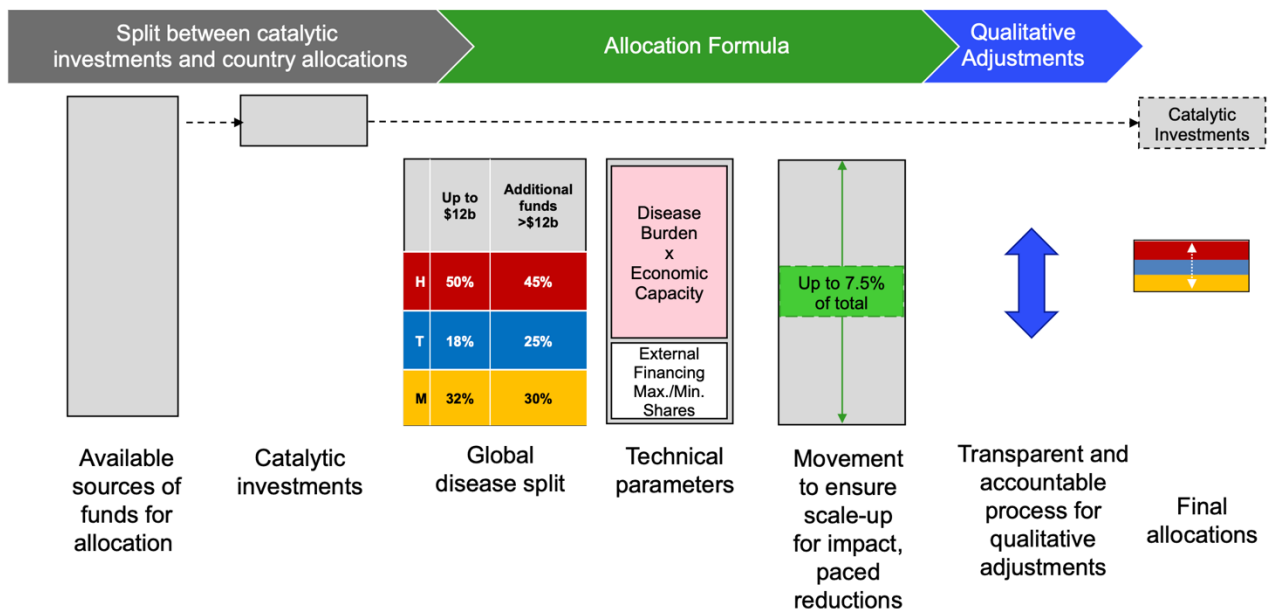 Split between catalytic
investments and country allocations
Allocation Formula
Qualitative
Adjustments
Catalytic
Investments
Up to
$12b
Additional
funds
>$12b
H 50% 45%
T 18% 25%
M 32% 30%
Disease
Burden
x
Economic
Capacity
External
Financing
Max./Min.
Shares
Up to 7.5%
of total
Available
sources of
funds for
allocation
Catalytic
investments
Global
disease split
Technical
parameters
Movement
to ensure
scale-up
for impact,
paced
reductions
Transparent and
accountable
process for
qualitative
adjustments
Final
allocations